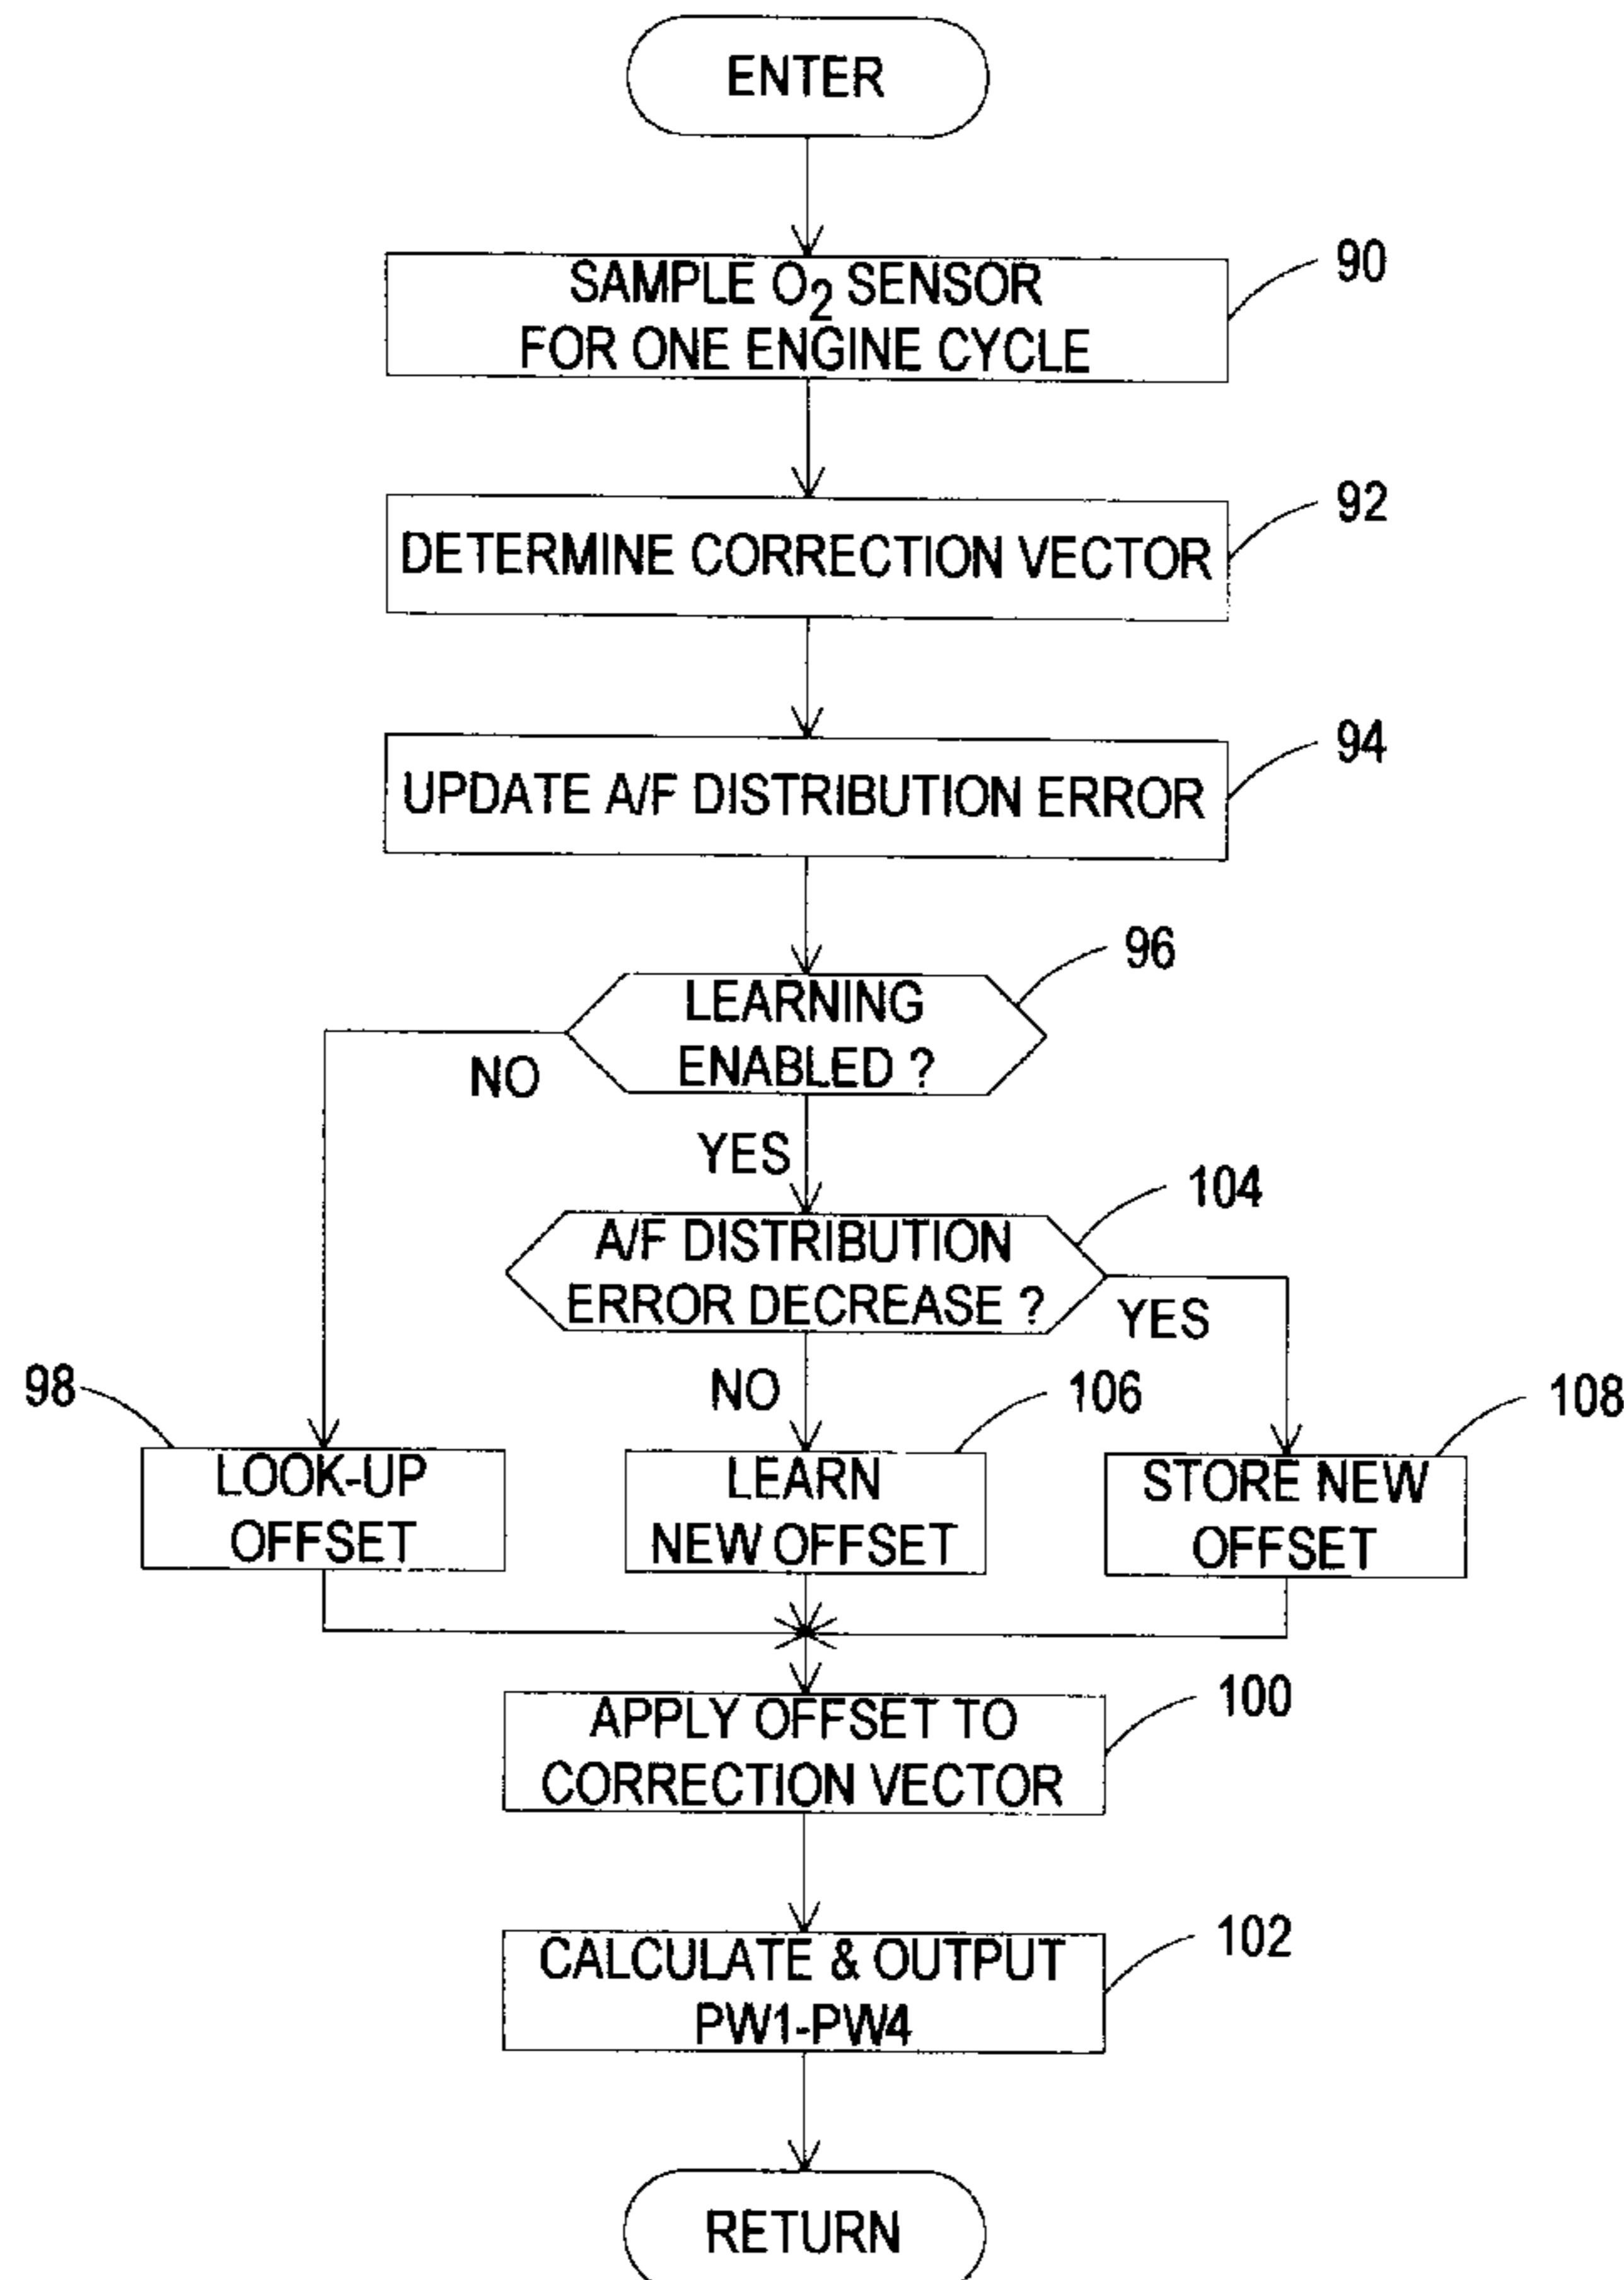 ENTER
SAMPLE O2 SENSOR
FOR ONE ENGINE CYCLE
90
DETERMINE CORRECTION VECTOR
92
UPDATE A/F DISTRIBUTION ERROR
94
LEARNING
ENABLED ?
96
NO
YES
A/F DISTRIBUTION
ERROR DECREASE ?
104
YES
NO
98
LOOK-UP
OFFSET
106
LEARN
NEW OFFSET
108
STORE NEW
OFFSET
APPLY OFFSET TO
CORRECTION VECTOR
100
CALCULATE & OUTPUT
PW1-PW4
102
RETURN